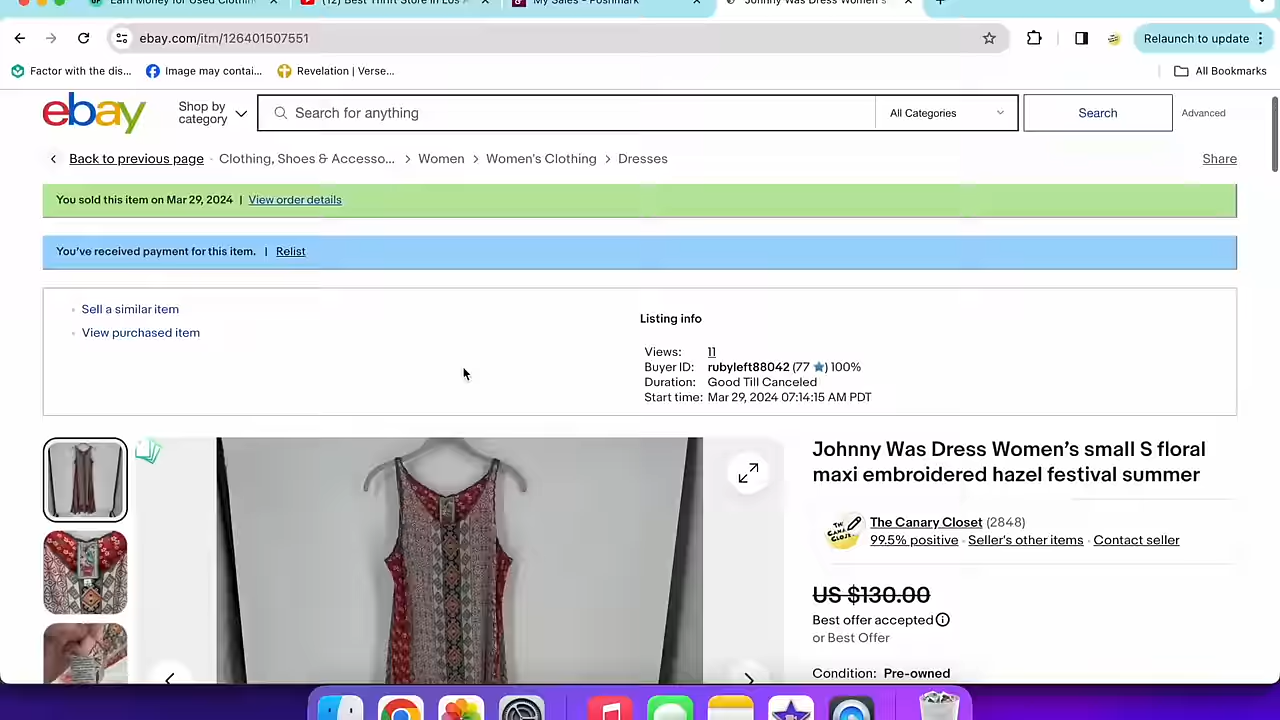 Earn Money for Used Clothin
(12) Best Thrift Store in Los A
My Sales - Poshmark
Johnny Was Dress Women's
ebay.com/itm/126401507551
Relaunch to update
Factor with the dis...
Image may contai...
Revelation | Verse...
All Bookmarks
ebay
Shop by category
Search for anything
All Categories
Search
Advanced
Back to previous page
Clothing, Shoes & Accesso... > Women > Women's Clothing > Dresses
Share
You sold this item on Mar 29, 2024 | View order details
You've received payment for this item. | Relist
Sell a similar item
View purchased item
Listing info
Views: 11
Buyer ID: rubyleft88042 (77) 100%
Duration: Good Till Canceled
Start time: Mar 29, 2024 07:14:15 AM PDT
Johnny Was Dress Women's small S floral
maxi embroidered hazel festival summer
The Canary Closet (2848)
99.5% positive · Seller's other items · Contact seller
US $130.00
Best offer accepted
or Best Offer
Condition: Pre-owned